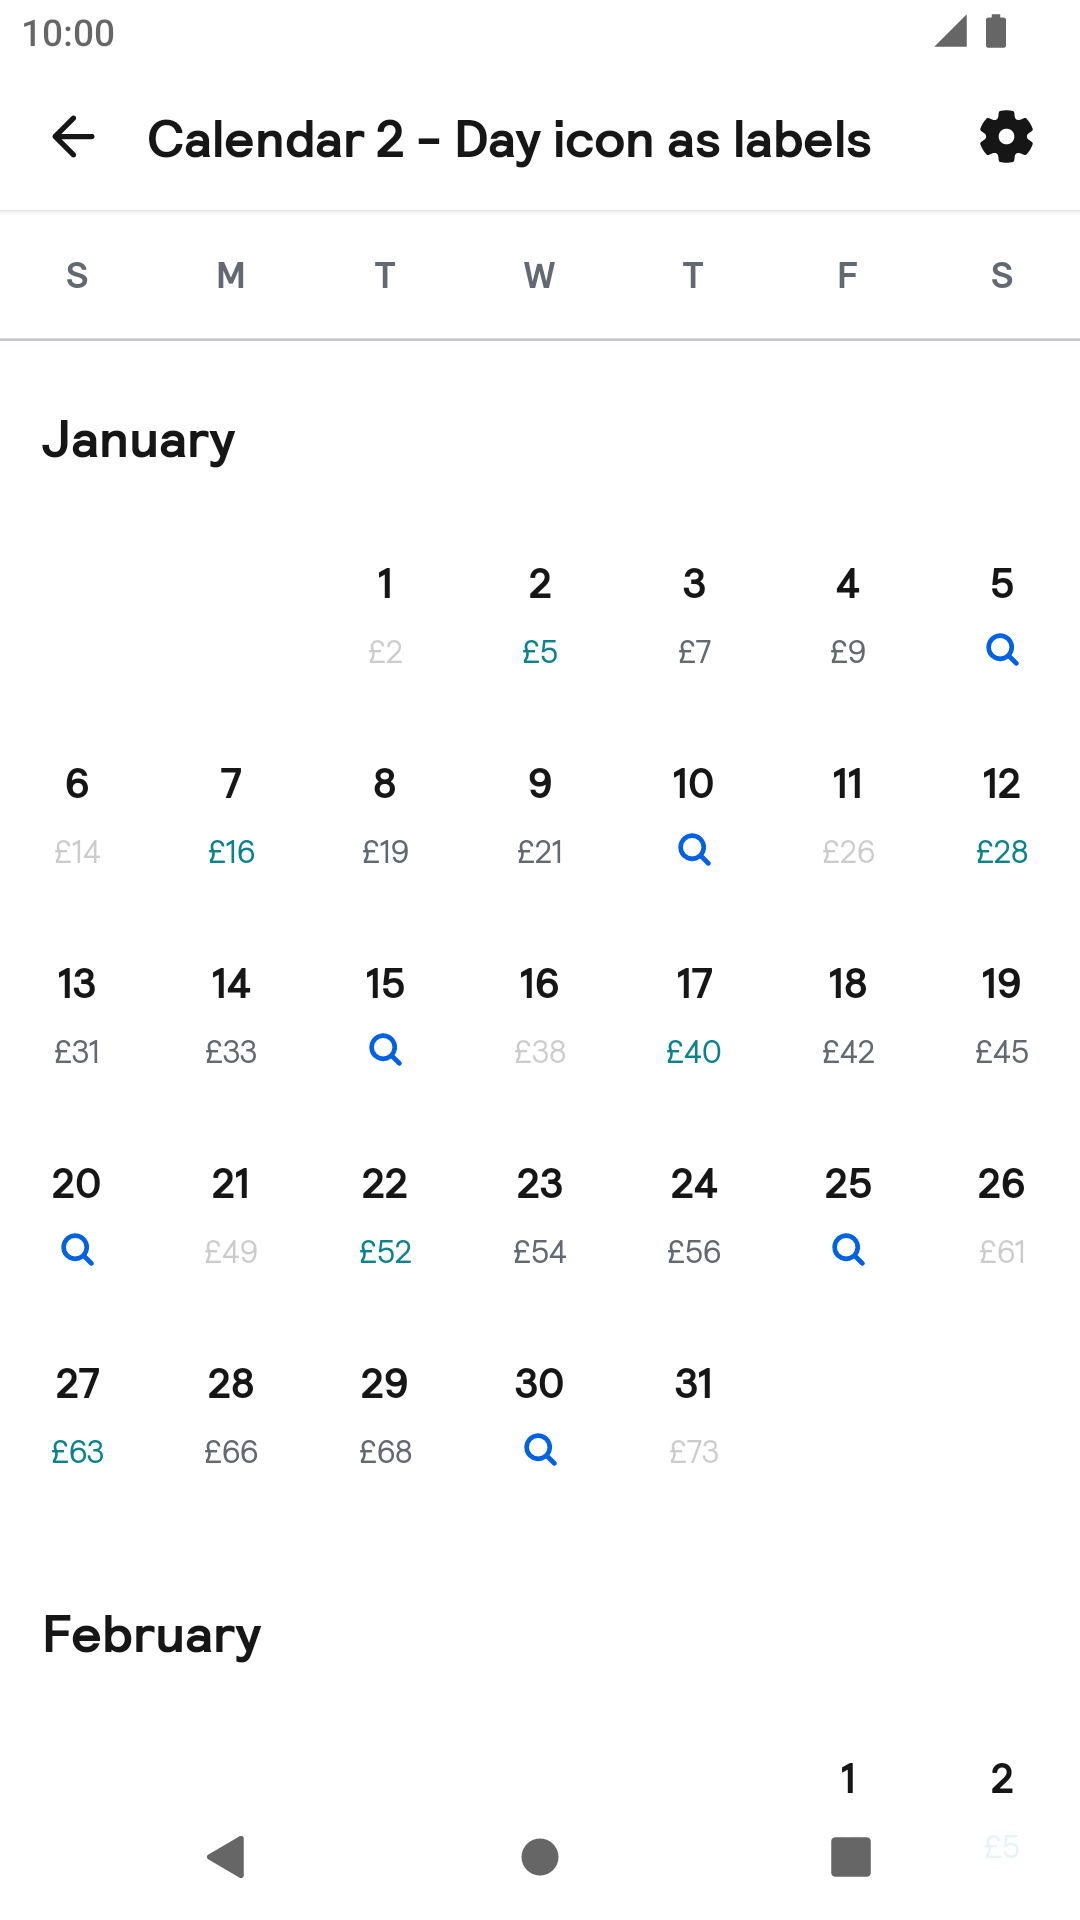 10:00
Calendar 2 - Day icon as labels
S M T W T F S
January
1 2 3 4 5
£2 £5 £7 £9
6 7 8 9 10 11 12
£14 £16 £19 £21 £26 £28
13 14 15 16 17 18 19
£31 £33 £38 £40 £42 £45
20 21 22 23 24 25 26
£49 £52 £54 £56 £61
27 28 29 30 31
£63 £66 £68 £73
February
1 2
£5